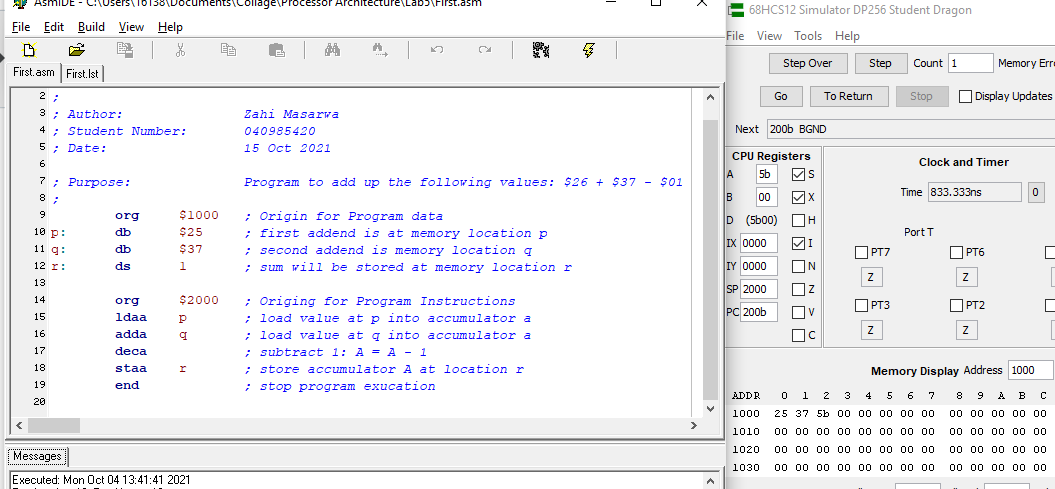 AsmIDE - C:\Users\16138\Documents\Collage\Processor Architecture\Lab5\First.asm
File Edit Build View Help
First.asm First.lst
2 ;
3 ; Author: Zahi Masarwa
4 ; Student Number: 040985420
5 ; Date: 15 Oct 2021
6
7 ; Purpose: Program to add up the following values: $26 + $37 - $01
8 ;
9 org $1000 ; Origin for Program data
10 p: db $25 ; first addend is at memory location p
11 q: db $37 ; second addend is memory location q
12 r: ds 1 ; sum will be stored at memory location r
13
14 org $2000 ; Origing for Program Instructions
15 ldaa p ; load value at p into accumulator a
16 adda q ; load value at q into accumulator a
17 deca ; subtract 1: A = A - 1
18 staa r ; store accumulator A at location r
19 end ; stop program exucation
20
Messages
Executed: Mon Oct 04 13:41:41 2021
68HCS12 Simulator DP256 Student Dragon
File View Tools Help
Step Over Step Count 1 Memory Erro
Go To Return Stop Display Updates
Next 200b BGND
CPU Registers
A 5b S
B 00 X
D (5b00) H
IX 0000 I
IY 0000 N
SP 2000 Z
PC 200b V
C
Clock and Timer
Time 833.333ns 0
Port T
PT7 PT6
Z Z
PT3 PT2
Z Z
Memory Display Address 1000
ADDR 0 1 2 3 4 5 6 7 8 9 A B C
1000 25 37 5b 00 00 00 00 00 00 00 00 00 00
1010 00 00 00 00 00 00 00 00 00 00 00 00 00
1020 00 00 00 00 00 00 00 00 00 00 00 00 00
1030 00 00 00 00 00 00 00 00 00 00 00 00 00